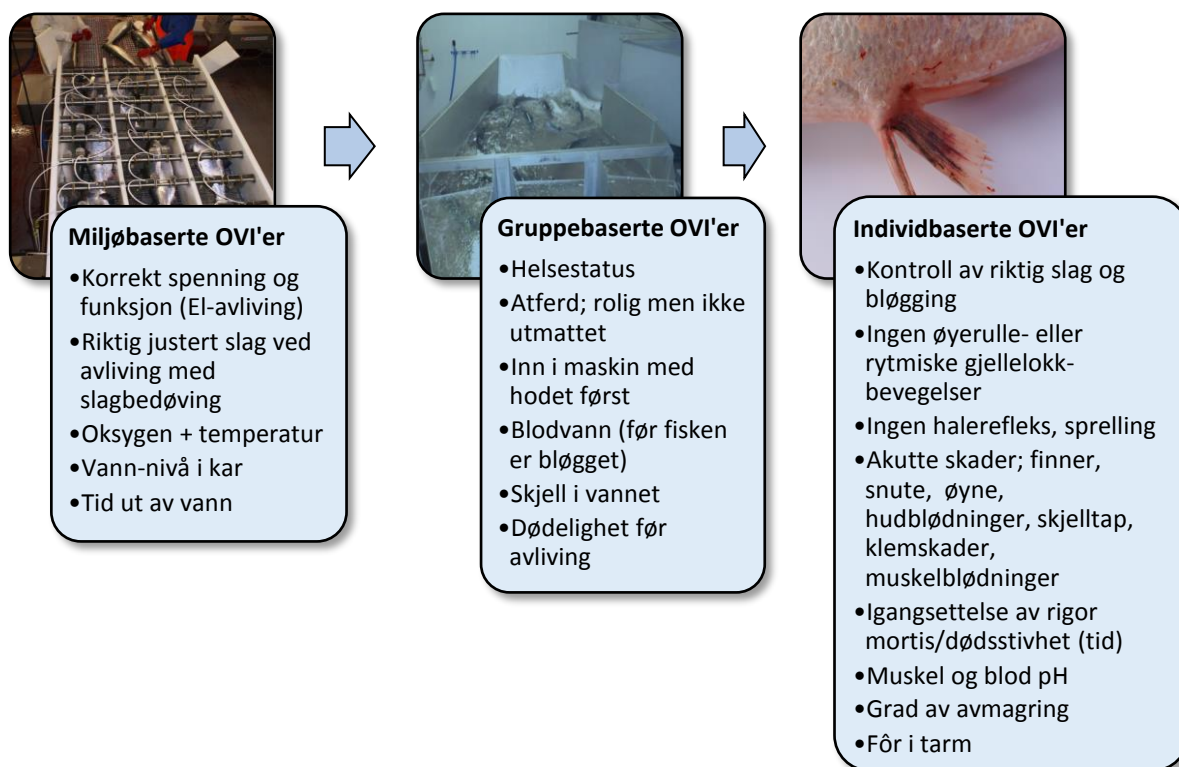 Miljøbaserte OVI'er
•Korrekt spenning og
funksjon (El-avliving)
•Riktig justert slag ved
avliving med
slagbedøving
•Oksygen + temperatur
•Vann-nivå i kar
•Tid ut av vann
Gruppebaserte OVI'er
•Helsestatus
•Atferd; rolig men ikke
utmattet
•Inn i maskin med
hodet først
•Blodvann (før fisken
er bløgget)
•Skjell i vannet
•Dødelighet før
avliving
Individbaserte OVI'er
•Kontroll av riktig slag og
bløgging
•Ingen øyerulle- eller
rytmiske gjellelokk-
bevegelser
•Ingen halerefleks, sprelling
•Akutte skader; finner,
snute, øyne,
hudblødninger, skjelltap,
klemskader,
muskelblødninger
•Igangsettelse av rigor
mortis/dødsstivhet (tid)
•Muskel og blod pH
•Grad av avmagring
•Fôr i tarm